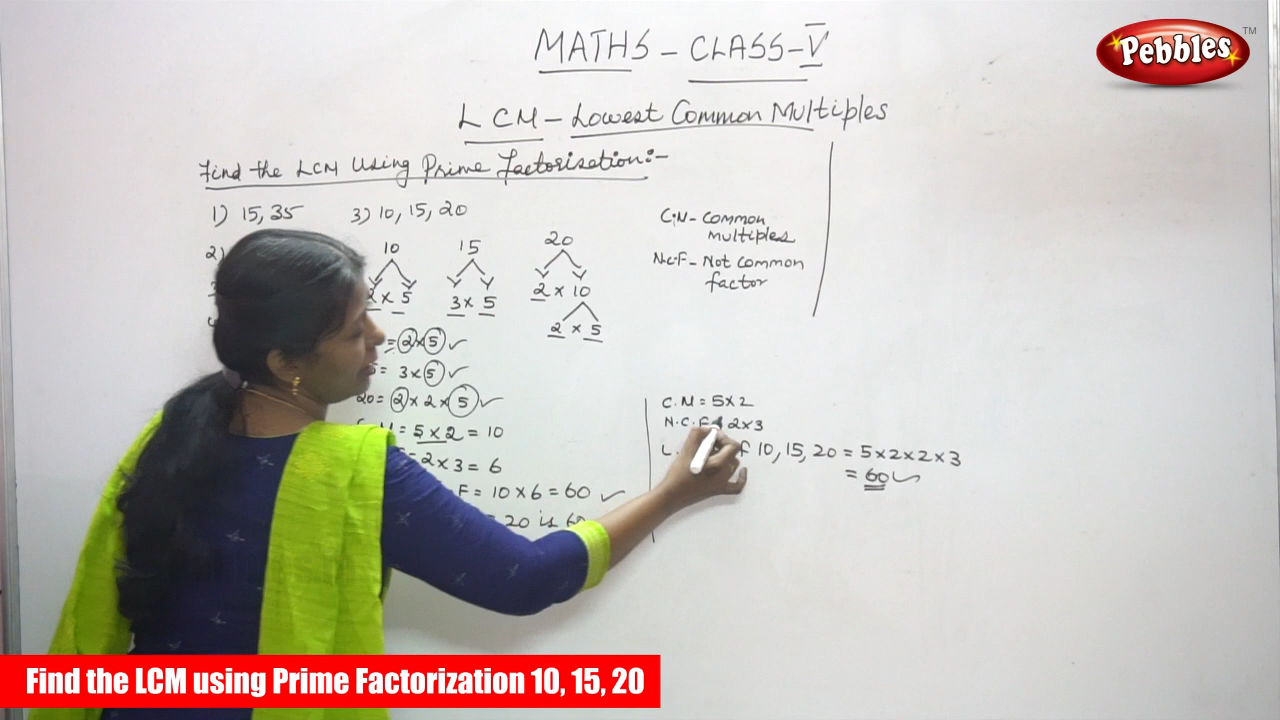 MATHS - CLASS - V
Pebbles TM
LCM - Lowest Common Multiples
Find the LCM Using Prime Factorization:-
1) 15, 35
3) 10, 15, 20
2)
10
2 × 5
15
3 × 5
20
2 × 10
2 × 5
= 2 × 5 ✓
= 3 × 5 ✓
20 = 2 × 2 × 5 ✓
= 5 × 2 = 10
= 2 × 3 = 6
F = 10 × 6 = 60 ✓
20 is 60
C.N - Common
multiples
N.C.F - Not common
factor
C.M = 5×2
N.C.F 2×3
L. f 10, 15, 20 = 5×2×2×3
= 60 ✓
Find the LCM using Prime Factorization 10, 15, 20